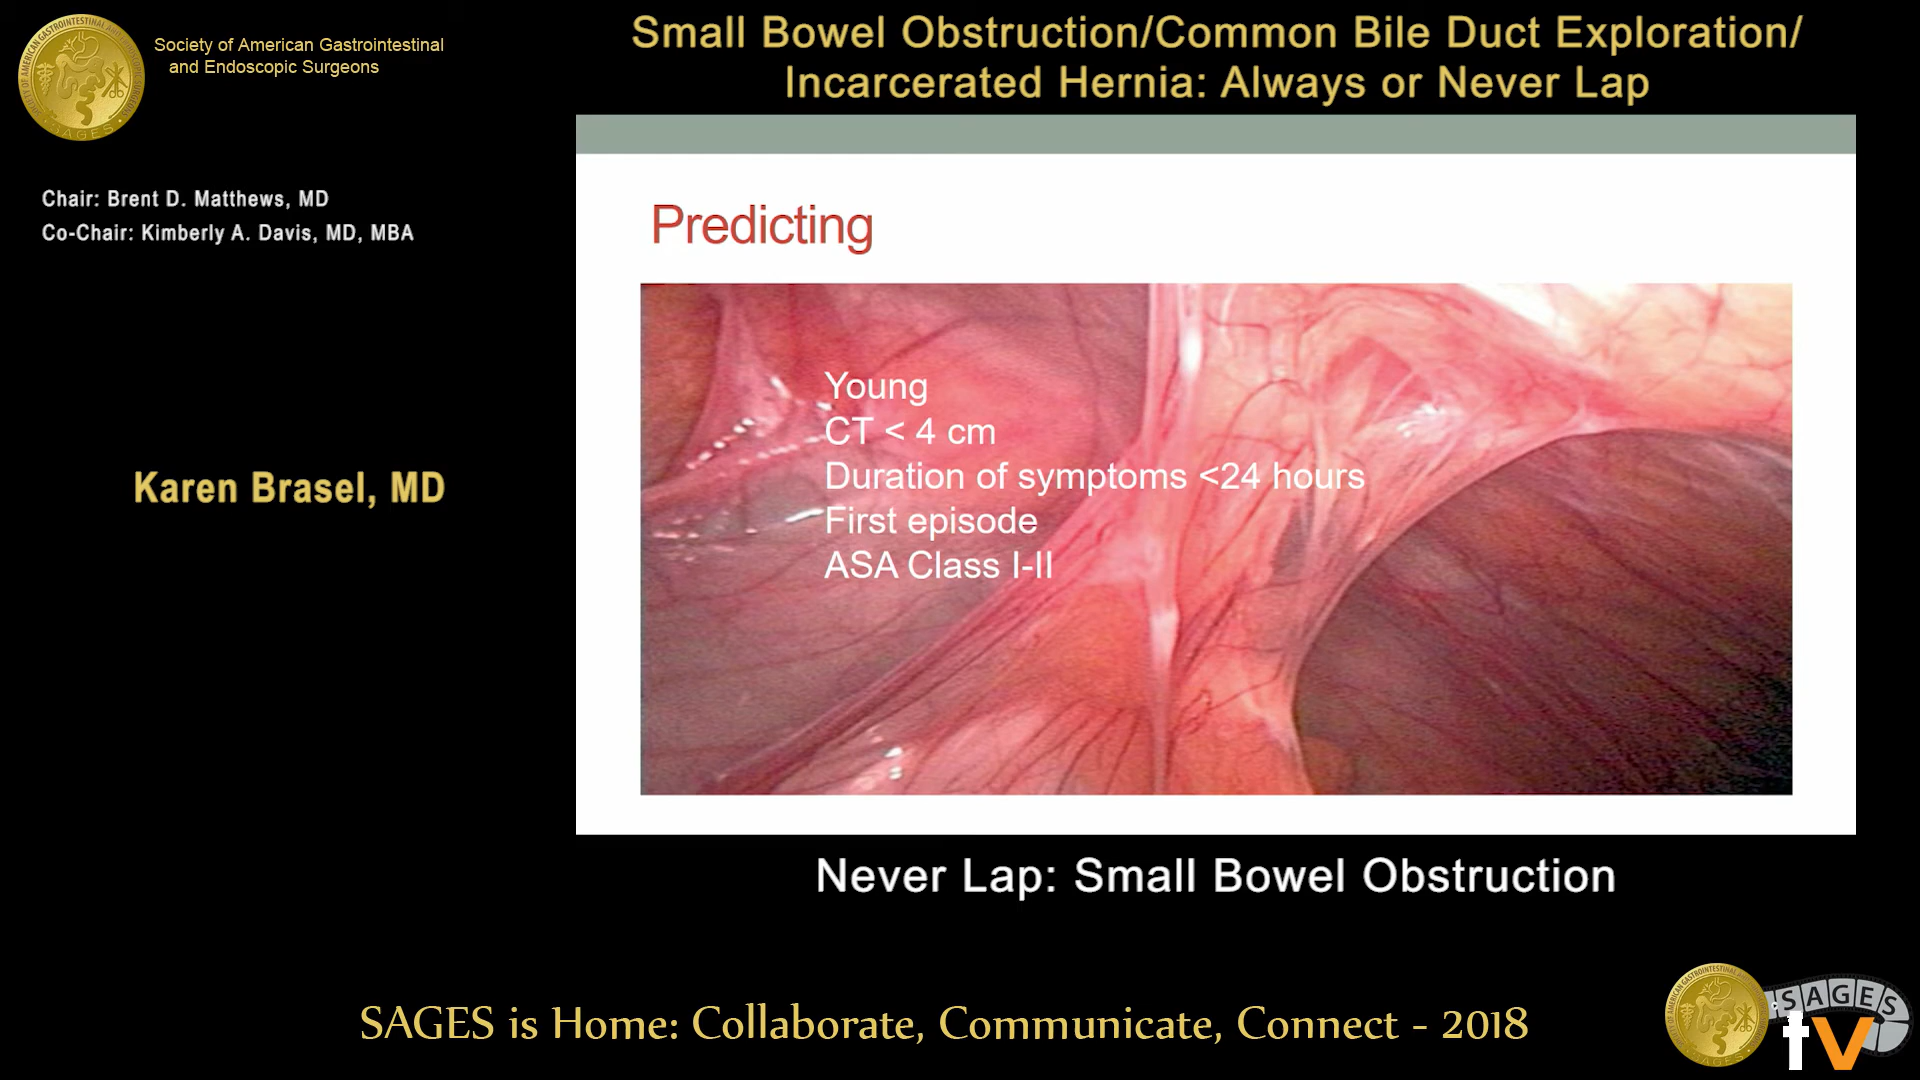 Society of American Gastrointestinal
and Endoscopic Surgeons
Small Bowel Obstruction/Common Bile Duct Exploration/
Incarcerated Hernia: Always or Never Lap
Chair: Brent D. Matthews, MD
Co-Chair: Kimberly A. Davis, MD, MBA
Karen Brasel, MD
Predicting
Young
CT < 4 cm
Duration of symptoms <24 hours
First episode
ASA Class I-II
Never Lap: Small Bowel Obstruction
SAGES is Home: Collaborate, Communicate, Connect - 2018
SAGES
tv